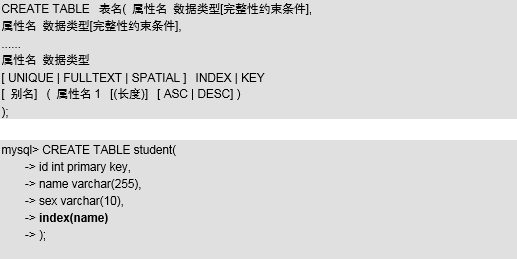 CREATE TABLE 表名( 属性名 数据类型[完整性约束条件],
属性名 数据类型[完整性约束条件],
......
属性名 数据类型
[ UNIQUE | FULLTEXT | SPATIAL ] INDEX | KEY
[ 别名] ( 属性名 1 [(长度)] [ ASC | DESC] )
);
mysql> CREATE TABLE student(
-> id int primary key,
-> name varchar(255),
-> sex varchar(10),
-> index(name)
-> );